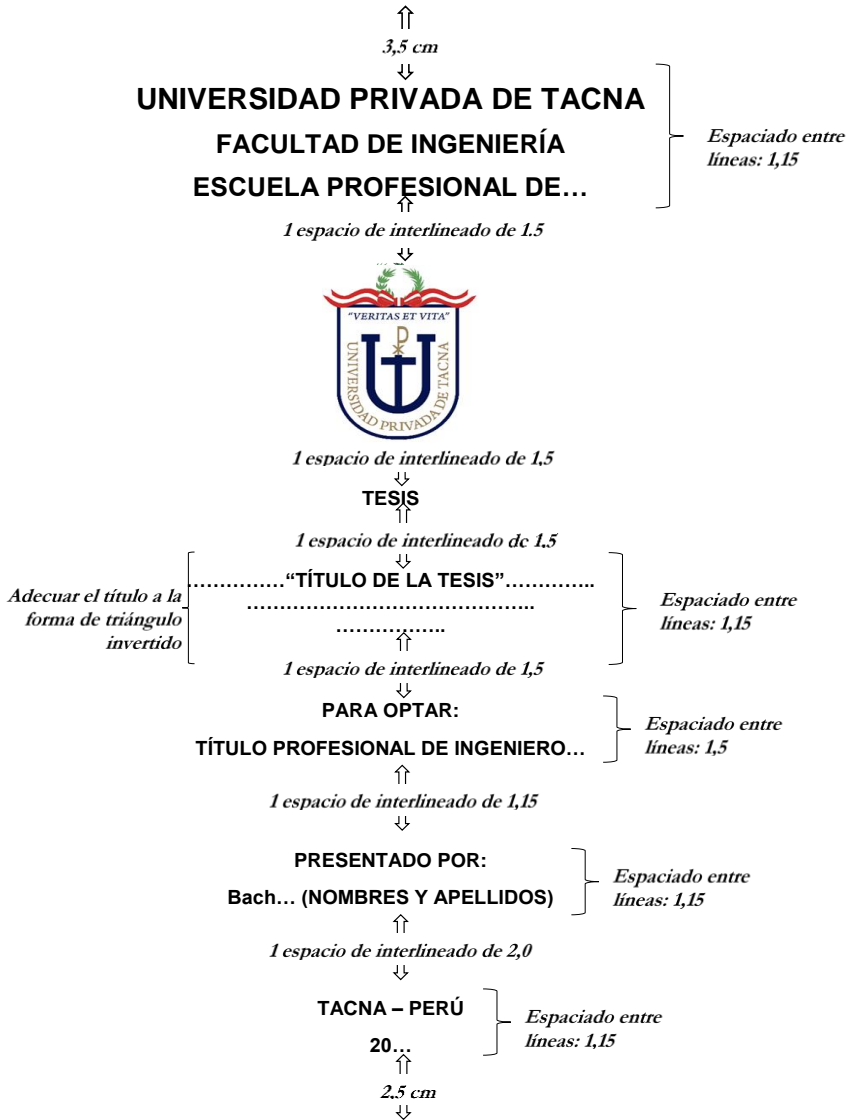 3,5 cm
UNIVERSIDAD PRIVADA DE TACNA
FACULTAD DE INGENIERÍA
ESCUELA PROFESIONAL DE…
Espaciado entre
líneas: 1,15
1 espacio de interlineado de 1.5
"VERITAS ET VITA"
UNIVERSIDAD PRIVADA DE TACNA
1 espacio de interlineado de 1,5
TESIS
1 espacio de interlineado de 1,5
Adecuar el título a la
forma de triángulo
invertido
……………“TÍTULO DE LA TESIS”…………..
……………………………………..
……………..
Espaciado entre
líneas: 1,15
1 espacio de interlineado de 1,5
PARA OPTAR:
TÍTULO PROFESIONAL DE INGENIERO…
Espaciado entre
líneas: 1,5
1 espacio de interlineado de 1,15
PRESENTADO POR:
Bach… (NOMBRES Y APELLIDOS)
Espaciado entre
líneas: 1,15
1 espacio de interlineado de 2,0
TACNA – PERÚ
20…
Espaciado entre
líneas: 1,15
2,5 cm